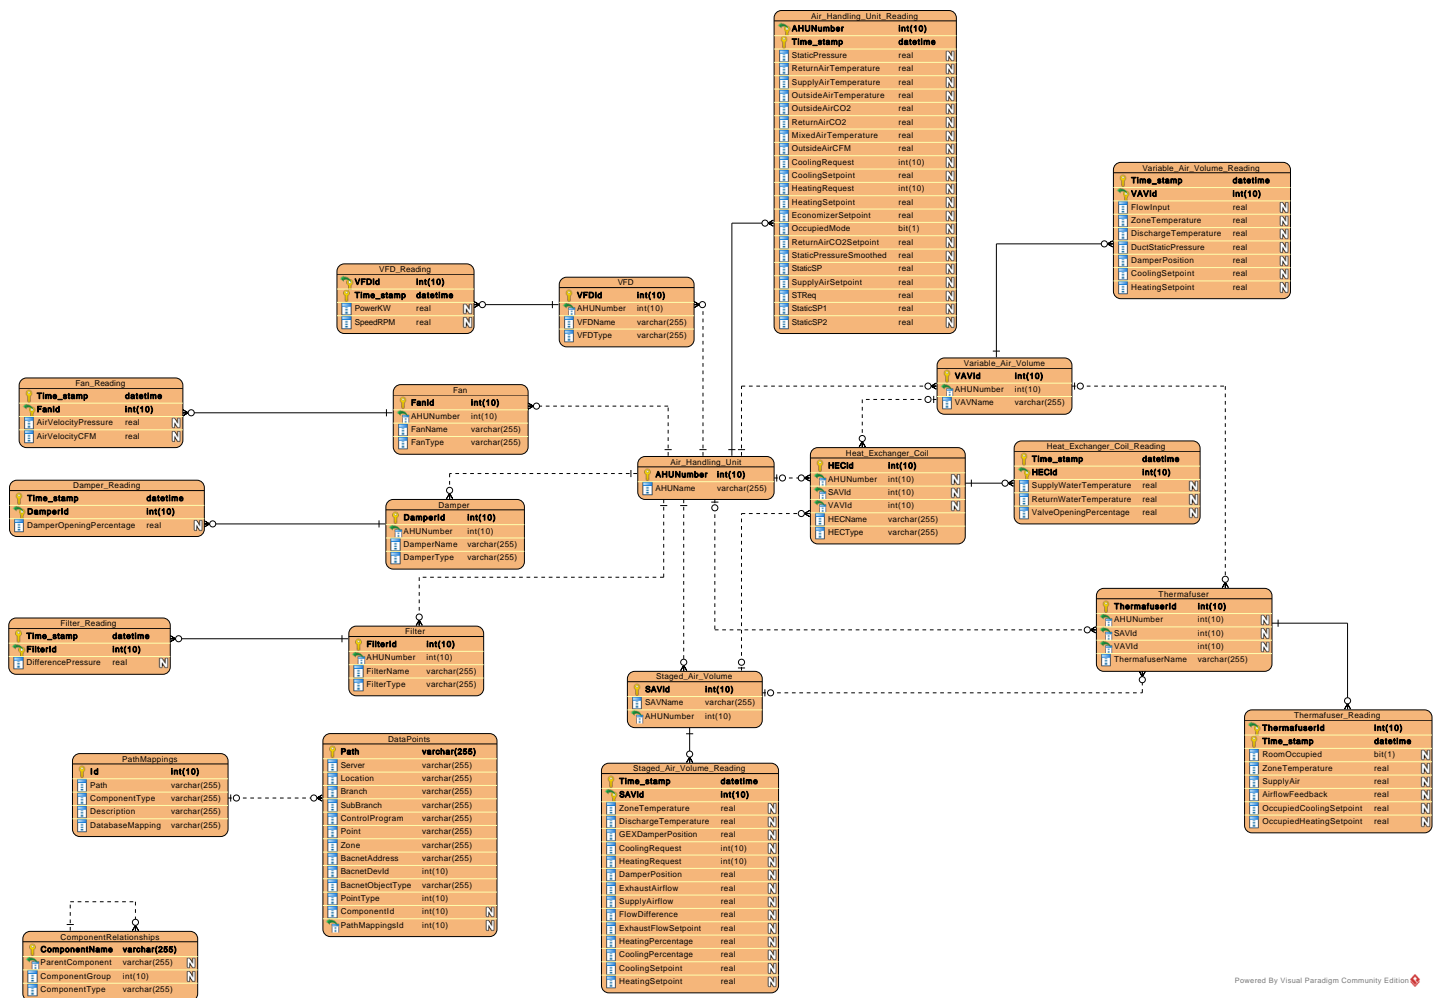 Air_Handling_Unit_Reading
AHUNumber int(10)
Time_stamp datetime
StaticPressure real N
ReturnAirTemperature real N
SupplyAirTemperature real N
OutsideAirTemperature real N
OutsideAirCO2 real N
ReturnAirCO2 real N
MixedAirTemperature real N
OutsideAirCFM real N
CoolingRequest int(10) N
CoolingSetpoint real N
HeatingRequest int(10) N
HeatingSetpoint real N
EconomizerSetpoint real N
OccupiedMode bit(1) N
ReturnAirCO2Setpoint real N
StaticPressureSmoothed real N
StaticSP real N
SupplyAirSetpoint real N
STReq real N
StaticSP1 real N
StaticSP2 real N
Variable_Air_Volume_Reading
Time_stamp datetime
VAVId int(10)
FlowInput real N
ZoneTemperature real N
DischargeTemperature real N
DuctStaticPressure real N
DamperPosition real N
CoolingSetpoint real N
HeatingSetpoint real N
VFD_Reading
VFDId int(10)
Time_stamp datetime
PowerKW real N
SpeedRPM real N
VFD
VFDId int(10)
AHUNumber int(10)
VFDName varchar(255)
VFDType varchar(255)
Variable_Air_Volume
VAVId int(10)
AHUNumber int(10)
VAVName varchar(255)
Fan_Reading
Time_stamp datetime
FanId int(10)
AirVelocityPressure real N
AirVelocityCFM real N
Fan
FanId int(10)
AHUNumber int(10)
FanName varchar(255)
FanType varchar(255)
Air_Handling_Unit
AHUNumber int(10)
AHUName varchar(255)
Heat_Exchanger_Coil
HECId int(10)
AHUNumber int(10) N
SAVId int(10) N
VAVId int(10) N
HECName varchar(255)
HECType varchar(255)
Heat_Exchanger_Coil_Reading
Time_stamp datetime
HECId int(10)
SupplyWaterTemperature real N
ReturnWaterTemperature real N
ValveOpeningPercentage real N
Damper_Reading
Time_stamp datetime
DamperId int(10)
DamperOpeningPercentage real N
Damper
DamperId int(10)
AHUNumber int(10)
DamperName varchar(255)
DamperType varchar(255)
Thermafuser
ThermafuserId int(10)
AHUNumber int(10) N
SAVId int(10) N
VAVId int(10) N
ThermafuserName varchar(255)
Filter_Reading
Time_stamp datetime
FilterId int(10)
DifferencePressure real N
Filter
FilterId int(10)
AHUNumber int(10)
FilterName varchar(255)
FilterType varchar(255)
Staged_Air_Volume
SAVId int(10)
SAVName varchar(255)
AHUNumber int(10)
Thermafuser_Reading
ThermafuserId int(10)
Time_stamp datetime
RoomOccupied bit(1) N
ZoneTemperature real N
SupplyAir real N
AirflowFeedback real N
OccupiedCoolingSetpoint real N
OccupiedHeatingSetpoint real N
PathMappings
Id int(10)
Path varchar(255)
ComponentType varchar(255)
Description varchar(255)
DatabaseMapping varchar(255)
DataPoints
Path varchar(255)
Server varchar(255)
Location varchar(255)
Branch varchar(255)
SubBranch varchar(255)
ControlProgram varchar(255)
Point varchar(255)
Zone varchar(255)
BacnetAddress varchar(255)
BacnetDevId int(10)
BacnetObjectType varchar(255)
PointType int(10)
ComponentId int(10) N
PathMappingsId int(10) N
Staged_Air_Volume_Reading
Time_stamp datetime
SAVId int(10)
ZoneTemperature real N
DischargeTemperature real N
GEXDamperPosition real N
CoolingRequest int(10) N
HeatingRequest int(10) N
DamperPosition real N
ExhaustAirflow real N
SupplyAirflow real N
FlowDifference real N
ExhaustFlowSetpoint real N
HeatingPercentage real N
CoolingPercentage real N
CoolingSetpoint real N
HeatingSetpoint real N
ComponentRelationships
ComponentName varchar(255)
ParentComponent varchar(255) N
ComponentGroup int(10) N
ComponentType varchar(255)
Powered By Visual Paradigm Community Edition